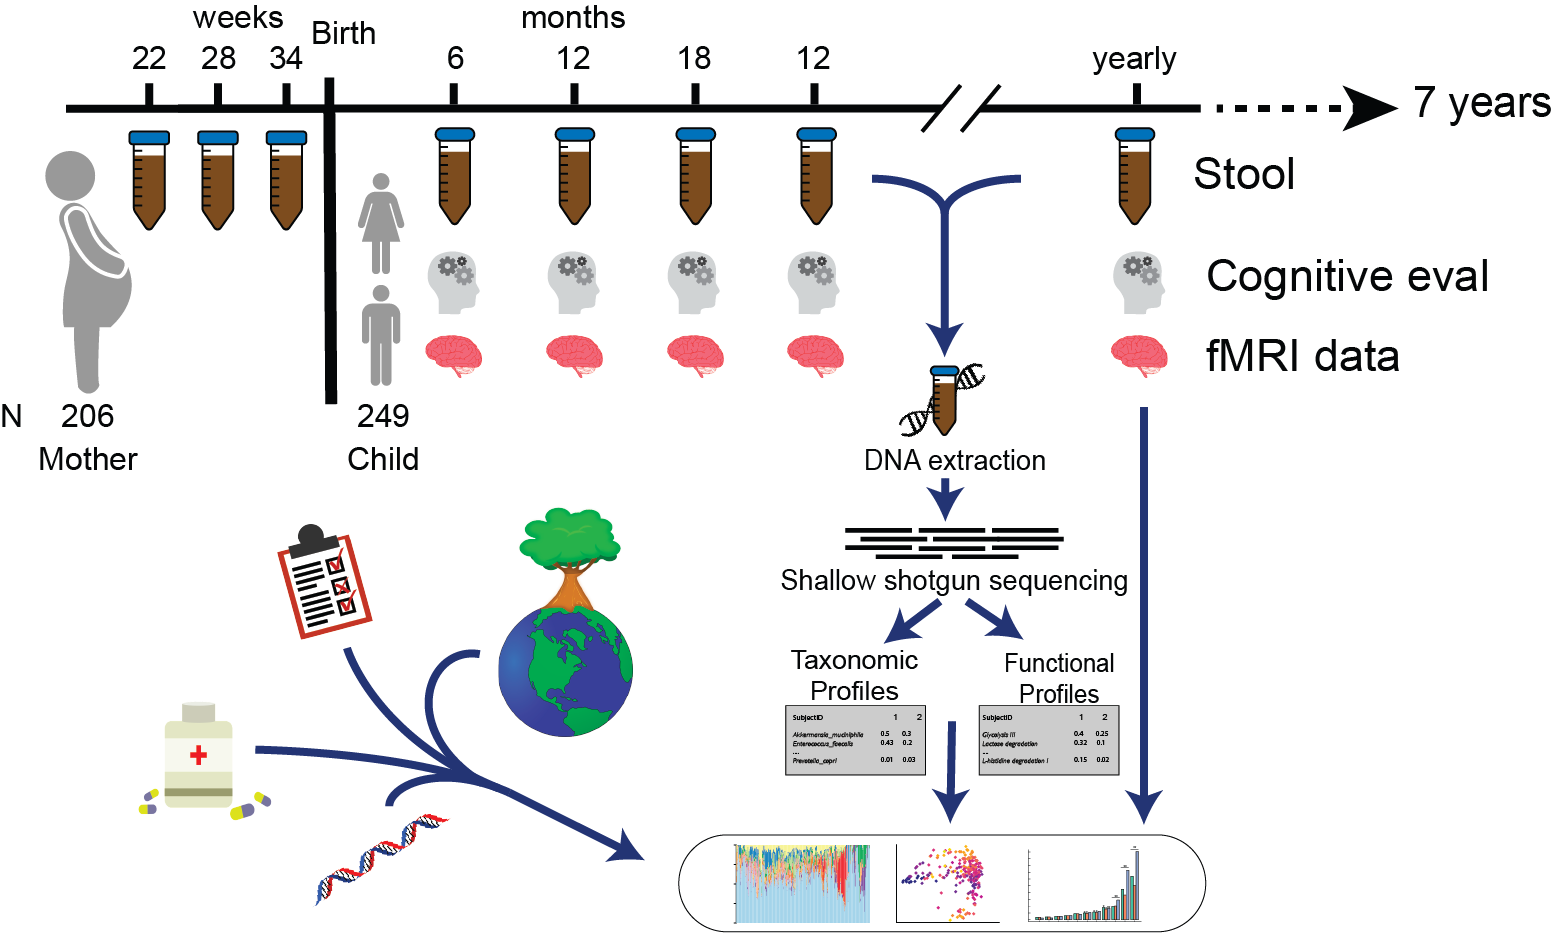 weeks
Birth
months
22
28
34
6
12
18
12
yearly
7 years
Stool
Cognitive eval
fMRI data
N
206
249
Mother
Child
DNA extraction
Shallow shotgun sequencing
Taxonomic
Profiles
Functional
Profiles
SubjectID 1 2
0.5 0.3
Enterococcus_faecalis 0.43 0.2
....
0.01 0.03
SubjectID 1 2
Glycolysis III 0.4 0.25
Lactose degradation 0.32 0.1
...
L-histidine degradation I 0.15 0.02